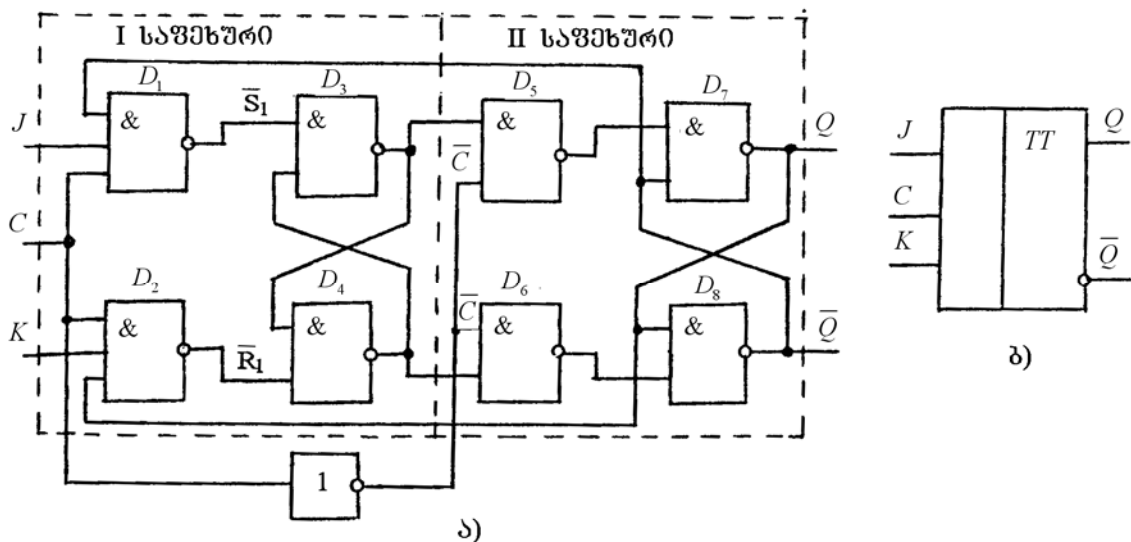 I საფეხური
II საფეხური
D₁
D₃
D₅
D₇
&
&
&
&
S̅₁
J
C̅
Q
C
D₂
D₄
D₆
D₈
&
&
&
&
C̅
K
R̅₁
Q̅
1
ა)
J
TT
Q
C
K
Q̅
ბ)